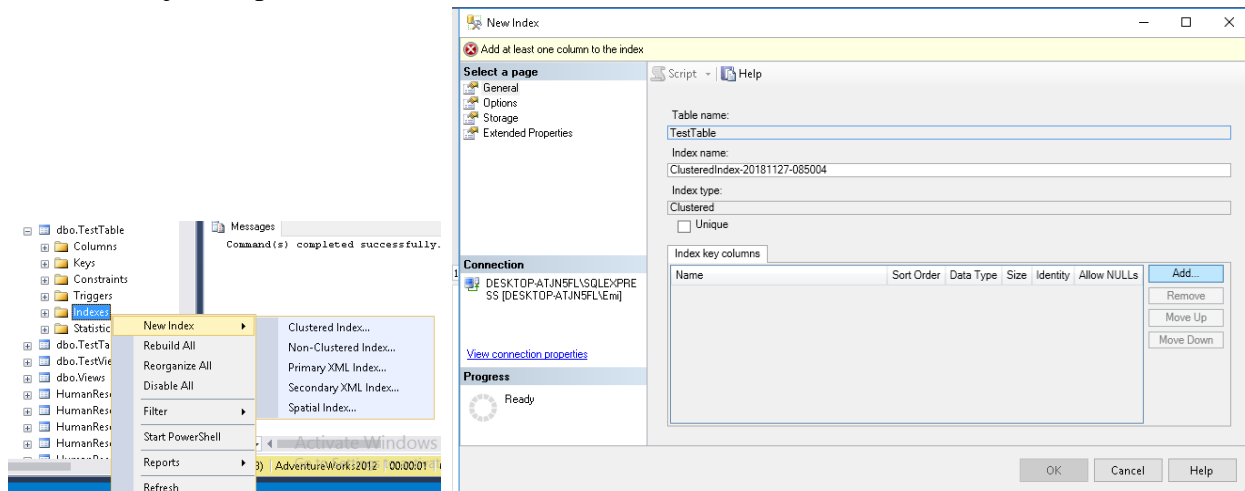 dbo.TestTable
Columns
Keys
Constraints
Triggers
Indexes
Statistic
dbo.TestTa
dbo.TestVie
dbo.Views
HumanRes
HumanRes
HumanRes
HumanRes
Messages
Command(s) completed successfully.
New Index
Rebuild All
Reorganize All
Disable All
Filter
Start PowerShell
Reports
Refresh
Clustered Index...
Non-Clustered Index...
Primary XML Index...
Secondary XML Index...
Spatial Index...
Activate Windows
AdventureWorks2012 00:00:01
New Index
Add at least one column to the index
Select a page
General
Options
Storage
Extended Properties
Connection
DESKTOP-ATJN5FL\SQLEXPRE
SS [DESKTOP-ATJN5FL\Emi]
View connection properties
Progress
Ready
Script Help
Table name:
TestTable
Index name:
ClusteredIndex-20181127-085004
Index type:
Clustered
Unique
Index key columns
Name Sort Order Data Type Size Identity Allow NULLs
Add...
Remove
Move Up
Move Down
OK Cancel Help